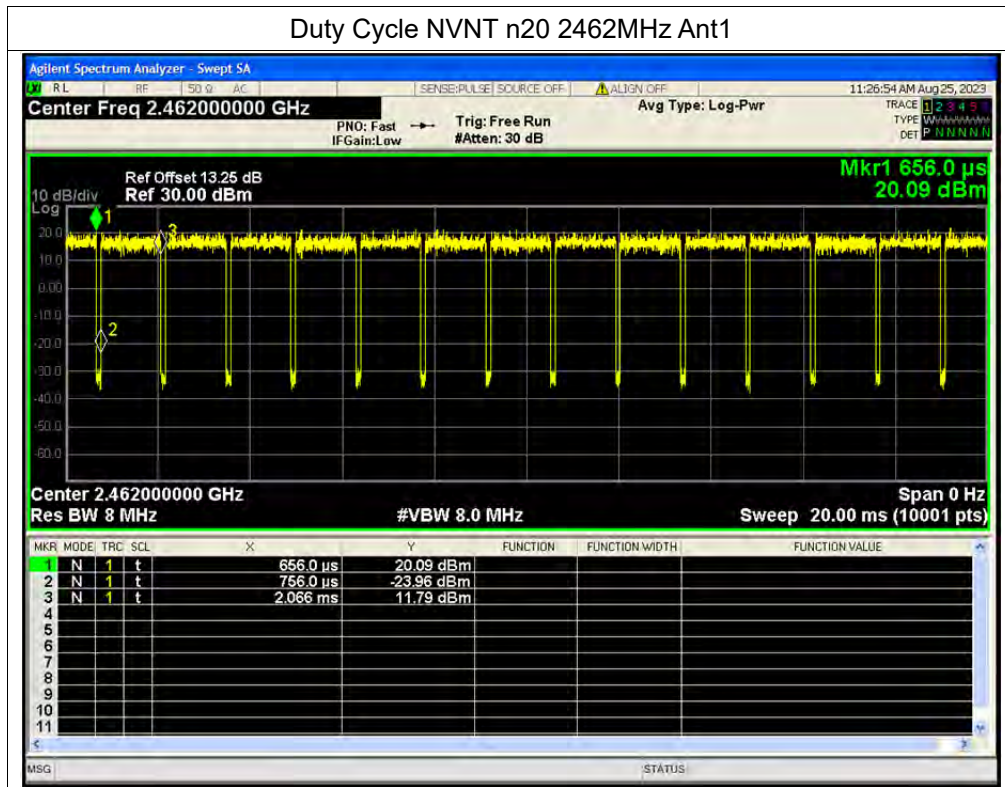 Duty Cycle NVNT n20 2462MHz Ant1
Agilent Spectrum Analyzer - Swept SA
RL RF 50 Ω AC SENSE:PULSE SOURCE OFF ALIGN OFF 11:26:54 AM Aug 25, 2023
Center Freq 2.462000000 GHz Avg Type: Log-Pwr TRACE 1 2 3 4 5
PNO: Fast Trig: Free Run TYPE
IFGain:Low #Atten: 30 dB DET P N N N N N
Mkr1 656.0 µs
Ref Offset 13.25 dB 20.09 dBm
10 dB/div Ref 30.00 dBm
Log
1
20.0
3
10.0
0.00
-10.0
2
-20.0
-30.0
-40.0
-50.0
-60.0
Center 2.462000000 GHz Span 0 Hz
Res BW 8 MHz #VBW 8.0 MHz Sweep 20.00 ms (10001 pts)
MKR MODE TRC SCL X Y FUNCTION FUNCTION WIDTH FUNCTION VALUE
1 N 1 t 656.0 µs 20.09 dBm
2 N 1 t 756.0 µs -23.96 dBm
3 N 1 t 2.066 ms 11.79 dBm
4
5
6
7
8
9
10
11
MSG STATUS